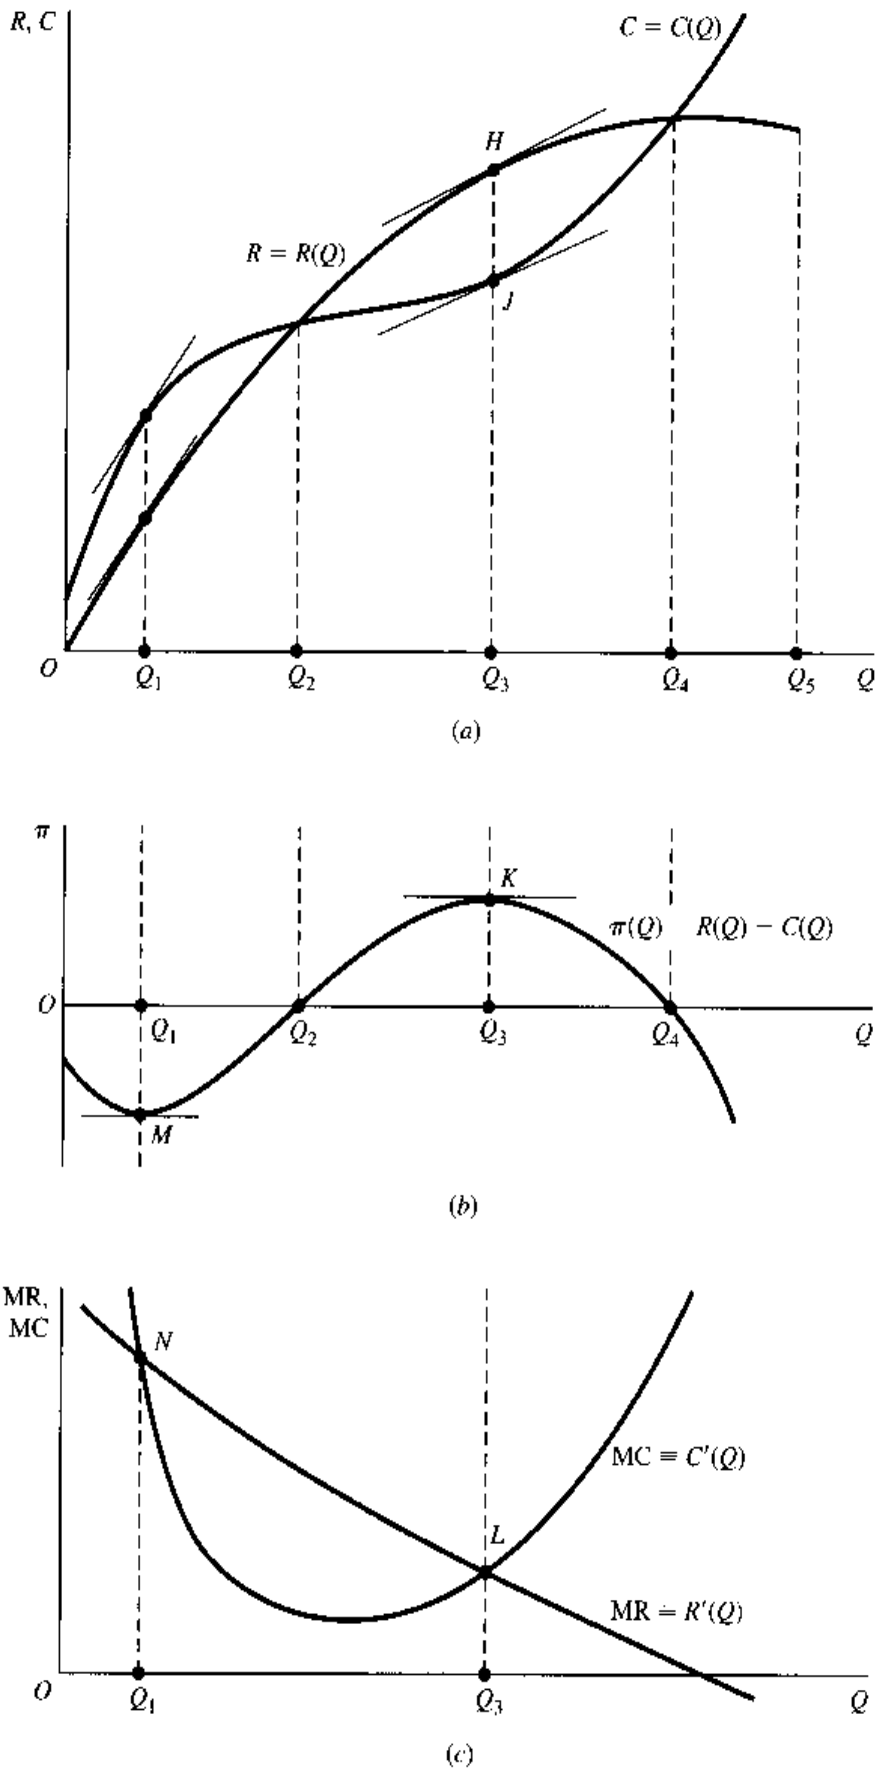 R, C
C = C(Q)
H
R = R(Q)
J
O Q₁ Q₂ Q₃ Q₄ Q₅ Q
(a)
π
K
π(Q) R(Q) − C(Q)
O
Q₁ Q₂ Q₃ Q₄ Q
M
(b)
MR,
MC
N
MC ≡ C′(Q)
L
MR ≐ R′(Q)
O Q₁ Q₃ Q
(c)